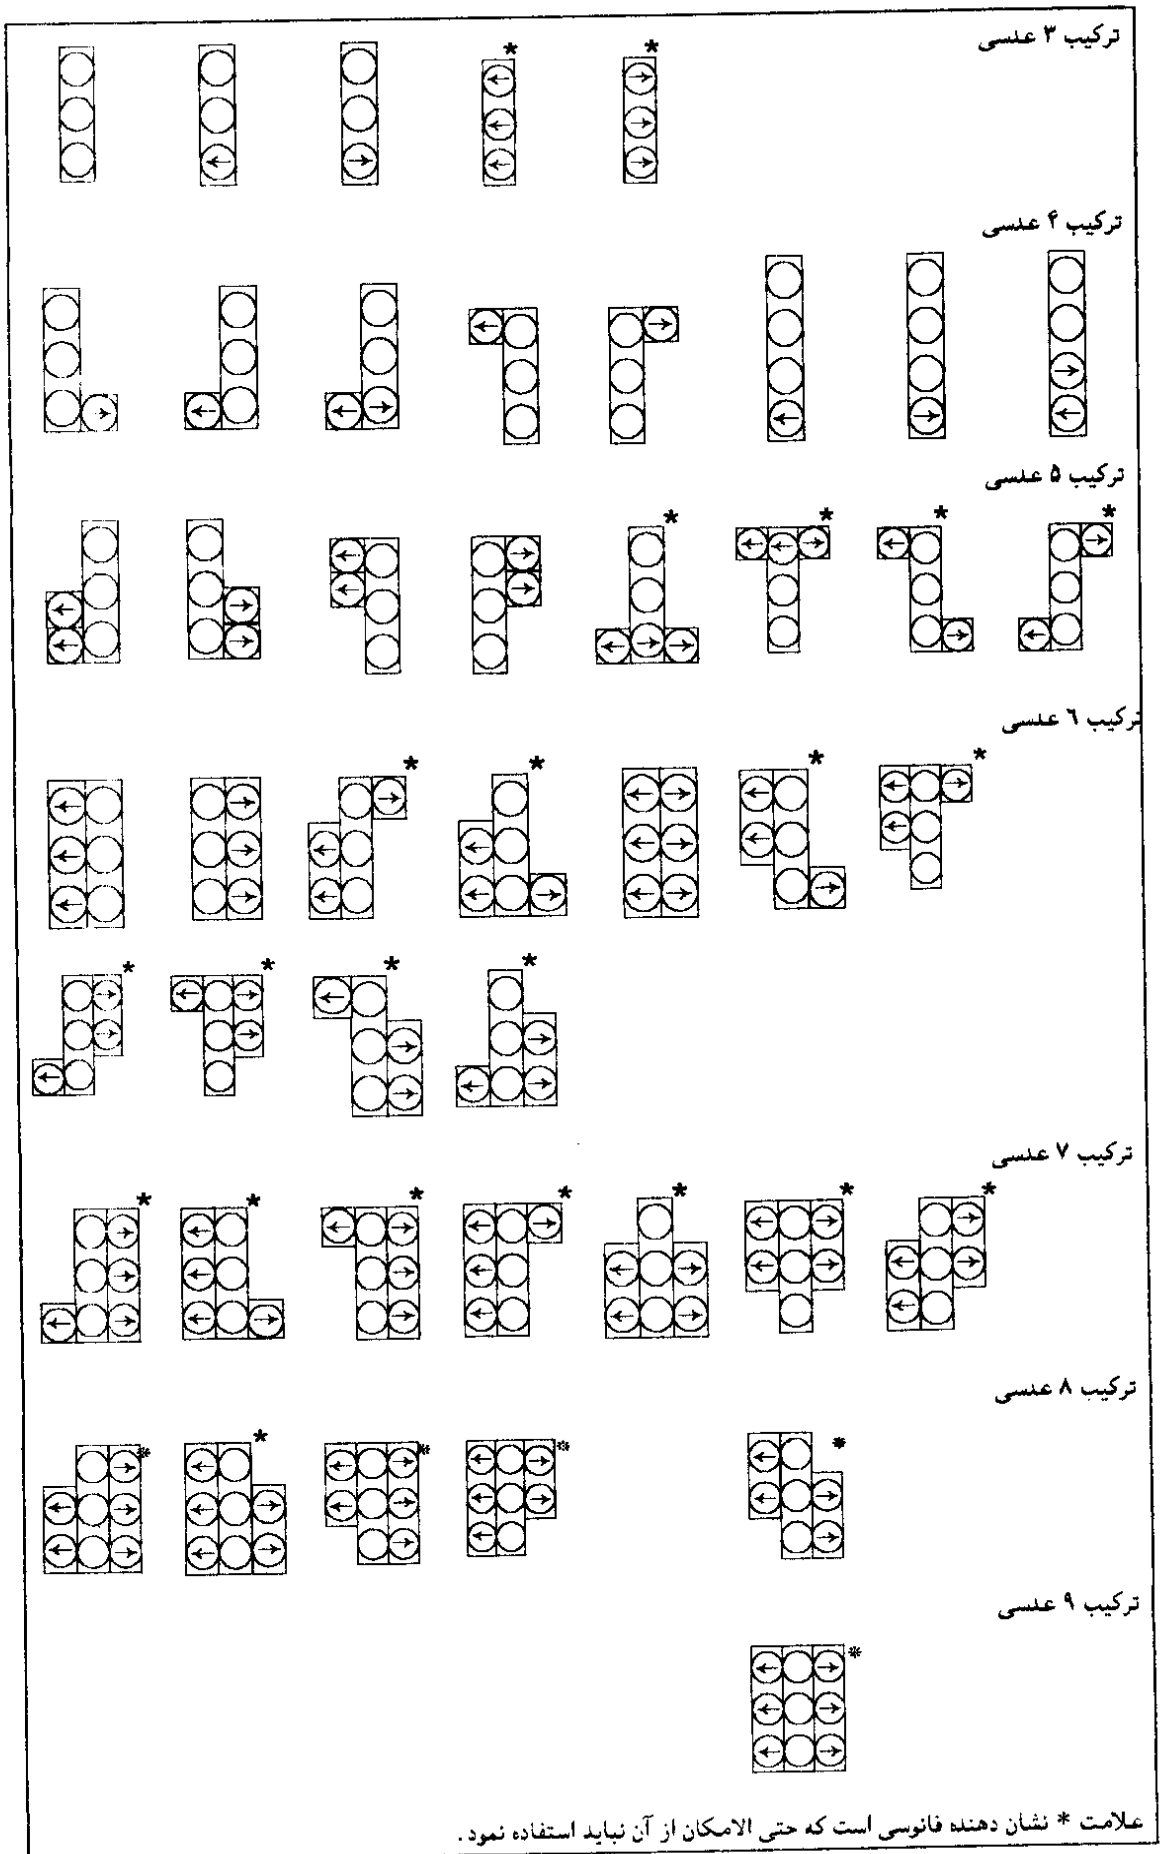 ترکیب ۳ عدسی
ترکیب ۴ عدسی
ترکیب ۵ عدسی
ترکیب ٦ عدسی
ترکیب ۷ عدسی
ترکیب ۸ عدسی
ترکیب ۹ عدسی
علامت * نشان دهنده فانوسی است که حتی الامکان از آن نباید استفاده نمود.